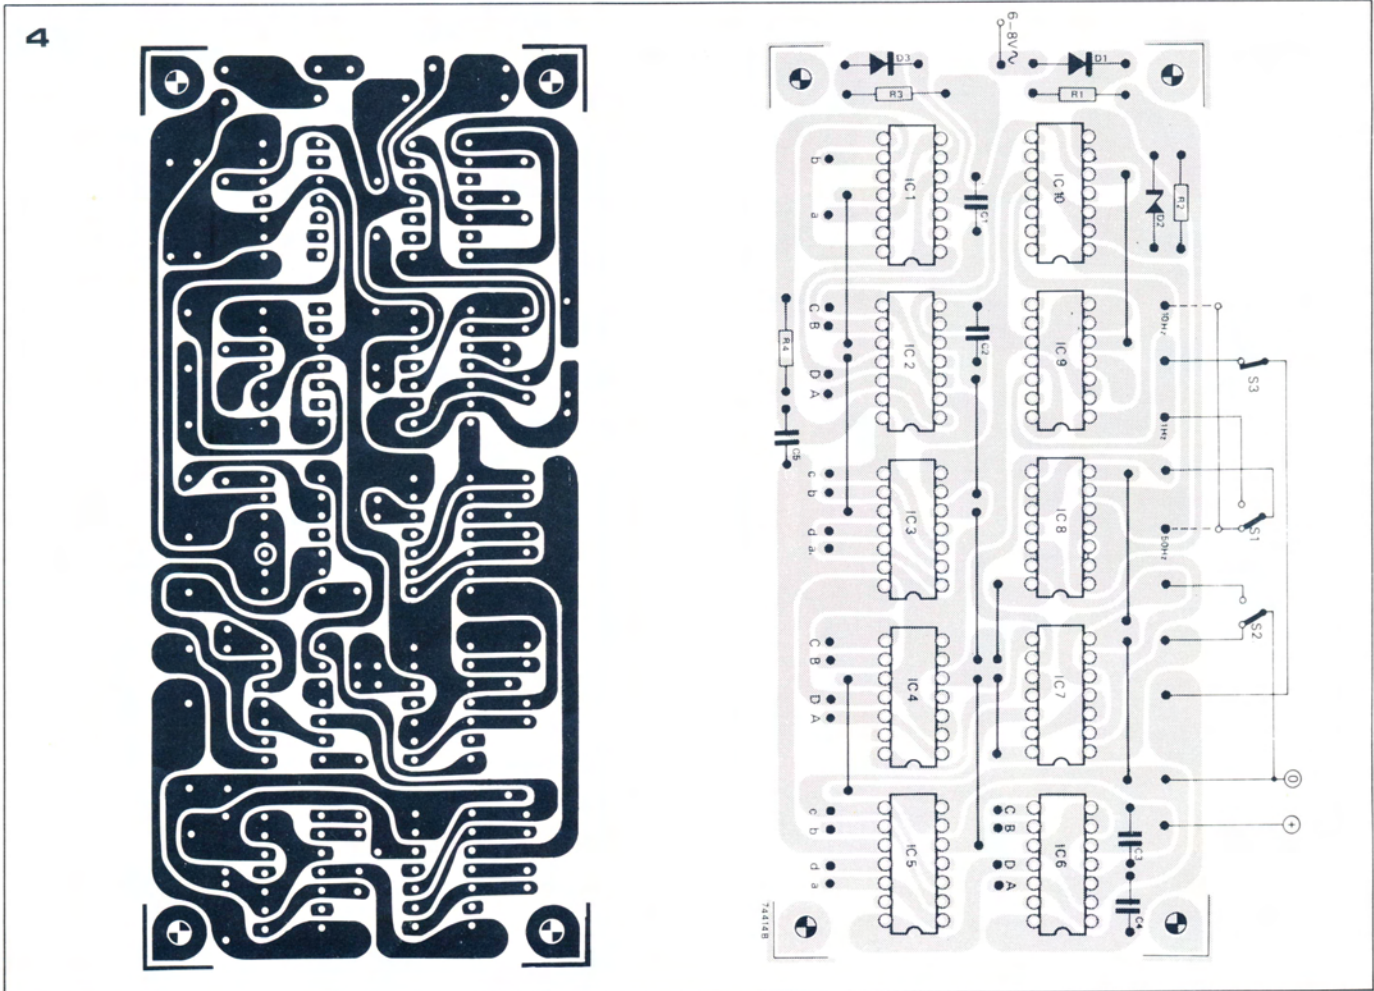 4
6-8V~
D3
D1
R3
R1
b
a
IC1
C1
IC10
D2
R2
C
B
D
A
R4
IC2
C2
IC9
10Hz
S3
1Hz
C5
c
b
d
a.
IC3
IC8
S1
50Hz
C
B
D
A
IC4
IC7
S2
0
+
c
b
d
a
IC5
C
B
D
A
IC6
C3
C4
74414B